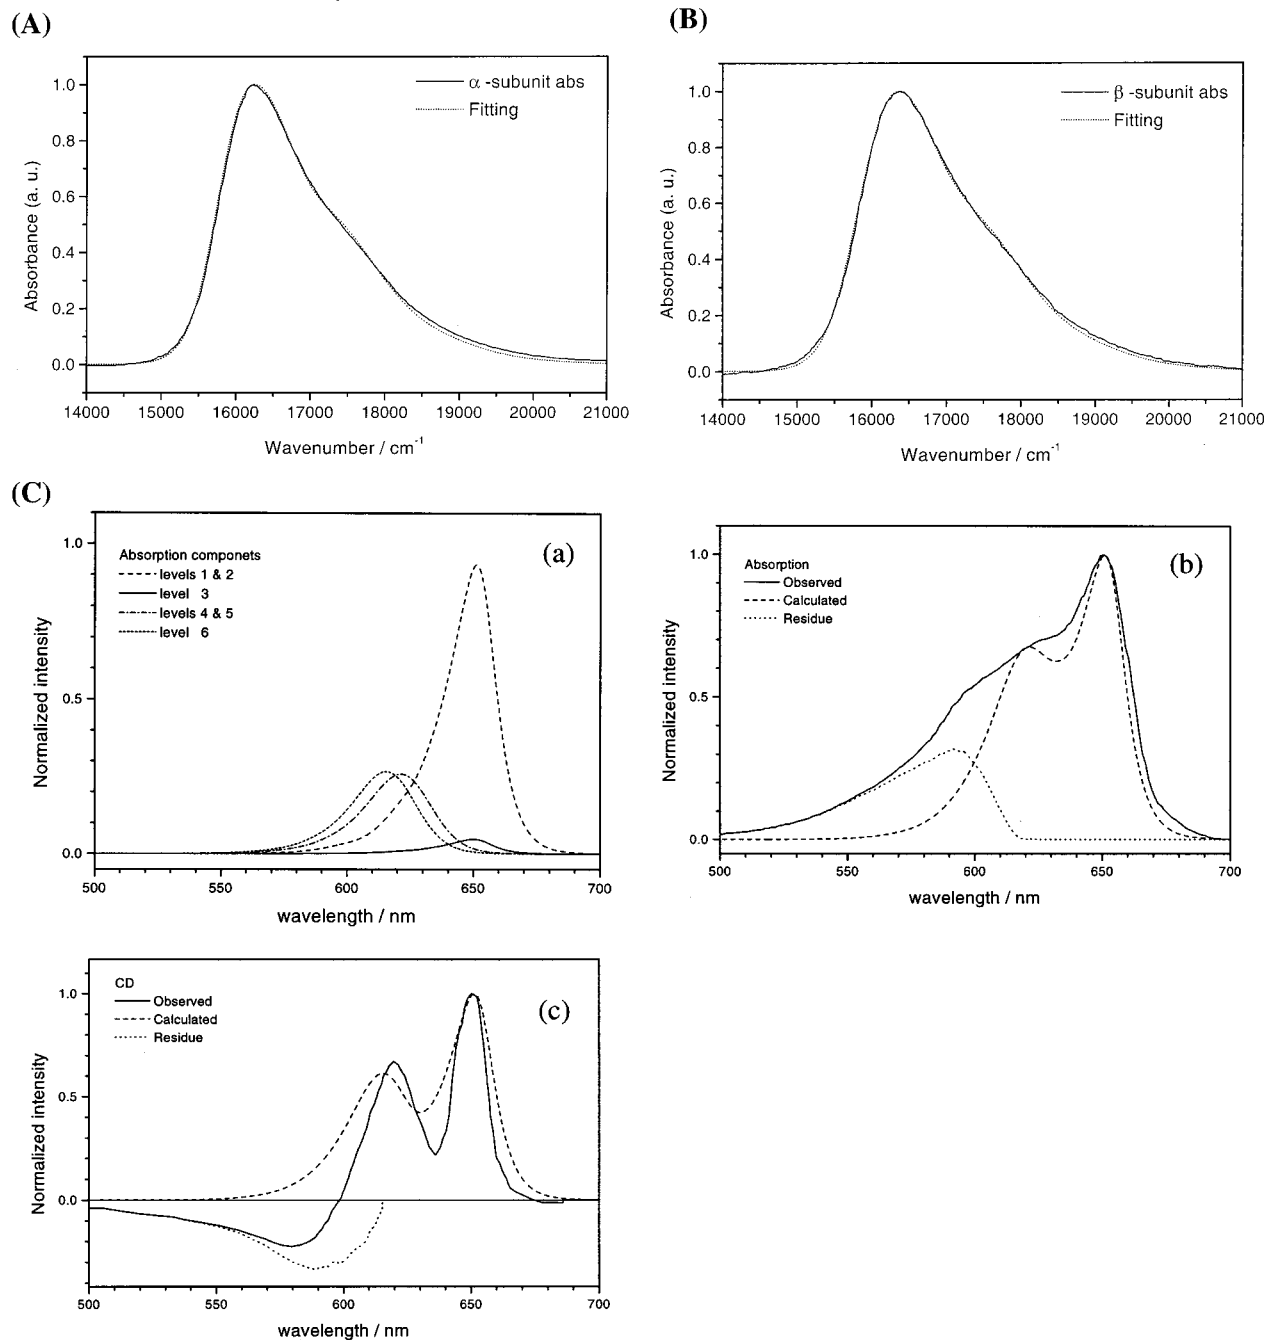 (A)
α -subunit abs
Fitting
1.0
0.8
0.6
0.4
0.2
0.0
Absorbance (a. u.)
14000 15000 16000 17000 18000 19000 20000 21000
Wavenumber / cm-1
(B)
β -subunit abs
Fitting
1.0
0.8
0.6
0.4
0.2
0.0
Absorbance (a. u.)
14000 15000 16000 17000 18000 19000 20000 21000
Wavenumber / cm-1
(C)
(a)
Absorption componets
levels 1 & 2
level 3
levels 4 & 5
level 6
1.0
0.5
0.0
Normalized intensity
500 550 600 650 700
wavelength / nm
(b)
Absorption
Observed
Calculated
Residue
1.0
0.5
0.0
Normalized intensity
500 550 600 650 700
wavelength / nm
(c)
CD
Observed
Calculated
Residue
1.0
0.5
0.0
Normalized intensity
500 550 600 650 700
wavelength / nm